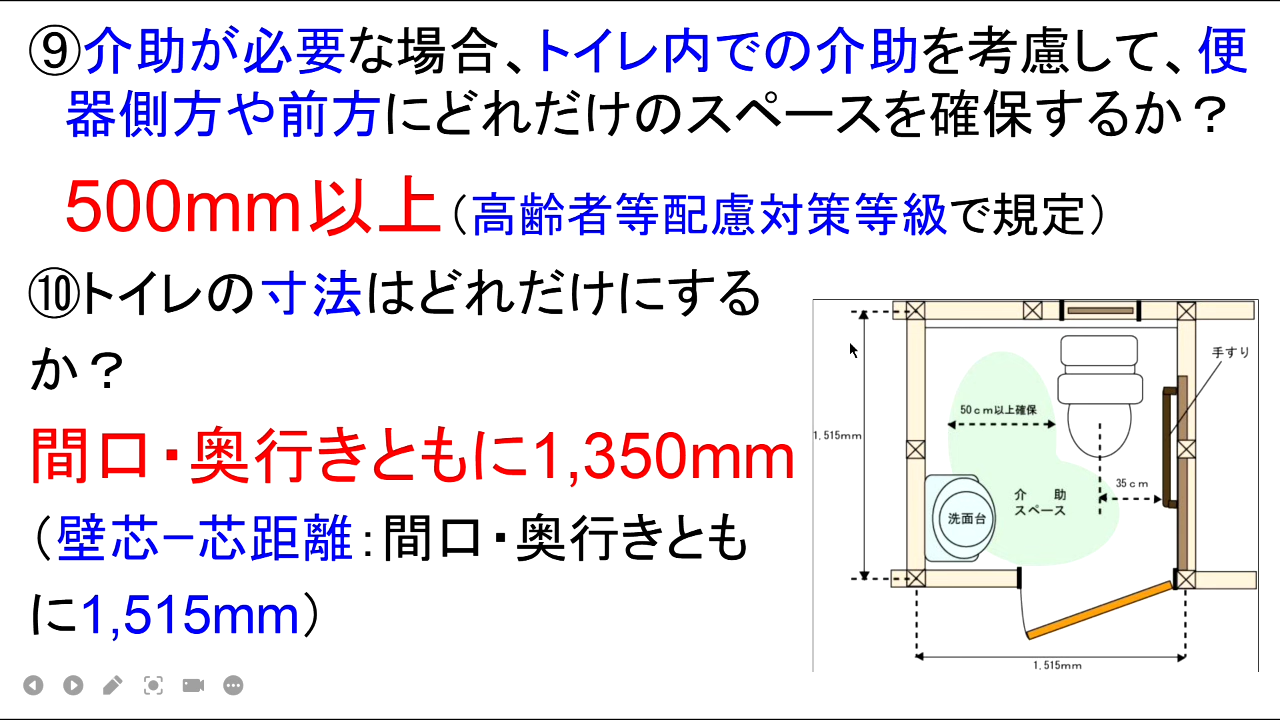 ⑨介助が必要な場合、トイレ内での介助を考慮して、便
器側方や前方にどれだけのスペースを確保するか？
500mm以上（高齢者等配慮対策等級で規定）
⑩トイレの寸法はどれだけにする
か？
間口・奥行きともに1,350mm
（壁芯－芯距離：間口・奥行きとも
に1,515mm）
手すり
50ｃｍ以上確保
1,515mm
35ｃｍ
介　助
スペース
洗面台
1,515mm